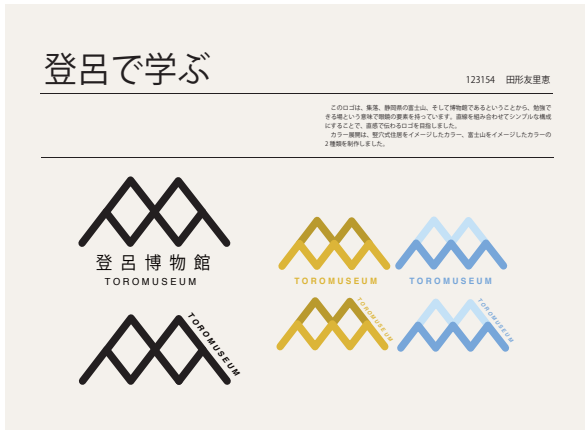 登呂で学ぶ
123154 田形友里恵
このロゴは、集落、静岡県の富士山、そして博物館であるということから、勉強で
きる場という意味で眼鏡の要素を持っています。直線を組み合わせてシンプルな構成
にすることで、直感で伝わるロゴを目指しました。
カラー展開は、竪穴式住居をイメージしたカラー、富士山をイメージしたカラーの
2種類を制作しました。
登呂博物館
TOROMUSEUM
TOROMUSEUM
TOROMUSEUM
TOROMUSEUM
TOROMUSEUM
TOROMUSEUM